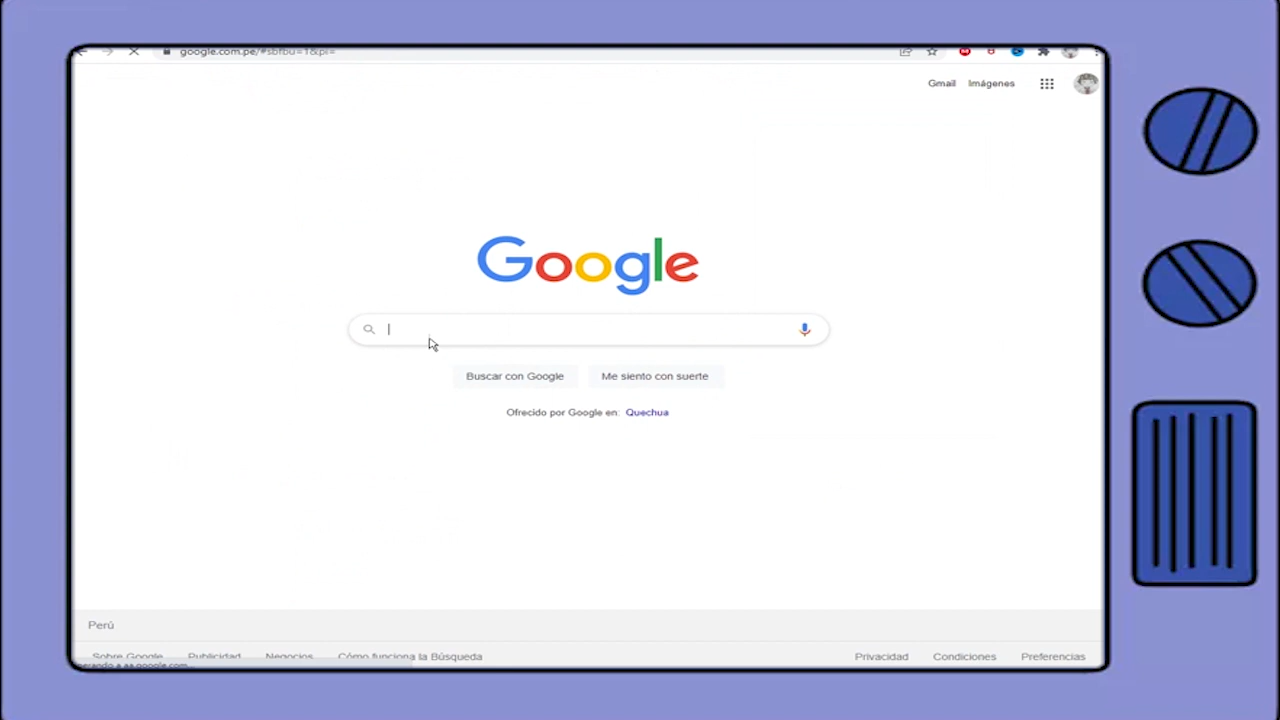 google.com.pe/#sbfbu=1&pi=
Gmail Imágenes
Google
Buscar con Google Me siento con suerte
Ofrecido por Google en: Quechua
Perú
Sobre Google Publicidad Negocios Cómo funciona la Búsqueda Privacidad Condiciones Preferencias